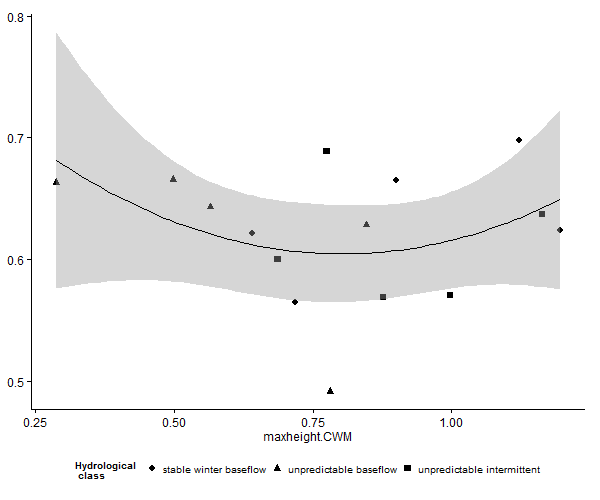 0.8
0.7
0.6
0.5
0.25 0.50 0.75 1.00
maxheight.CWM
Hydrological
class
stable winter baseflow unpredictable baseflow unpredictable intermittent